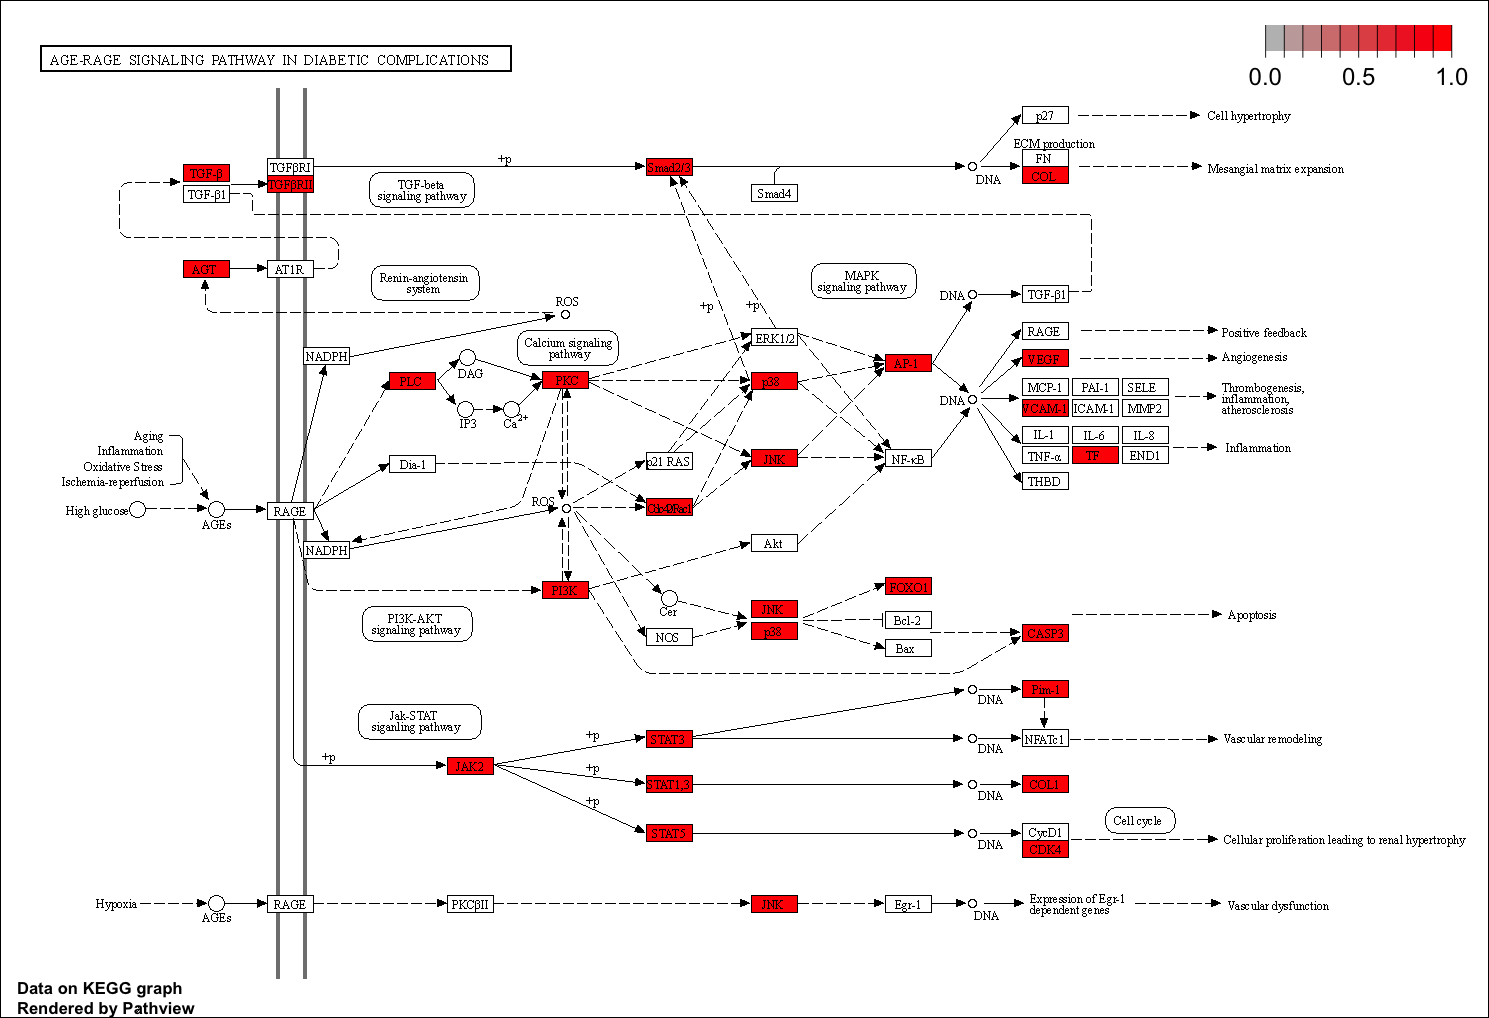 AGE-RAGE SIGNALING PATHWAY IN DIABETIC COMPLICATIONS
0.0 0.5 1.0
p27
Cell hypertrophy
ECM production
FN
COL
DNA
Mesangial matrix expansion
TGF-β
TGF-β1
TGFβRI
TGFβRII
+p
TGF-beta
signaling pathway
Smad2/3
Smad4
AGT
AT1R
Renin-angiotensin
system
MAPK
signaling pathway
+p
+p
DNA
TGF-β1
ROS
NADPH
Calcium signaling
pathway
ERK1/2
RAGE
Positive feedback
PLC
DAG
IP3
Ca2+
PKC
p38
AP-1
VEGF
Angiogenesis
DNA
MCP-1 PAI-1 SELE
VCAM-1 ICAM-1 MMP2
Thrombogenesis,
inflammation,
atherosclerosis
IL-1 IL-6 IL-8
TNF-α TF END1
Inflammation
THBD
Aging
Inflammation
Oxidative Stress
Ischemia-reperfusion
High glucose
AGEs
RAGE
Dia-1
p21 RAS
JNK
NF-κB
ROS
NADPH
Akt
PI3K
PI3K-AKT
signaling pathway
Cer
NOS
JNK
p38
FOXO1
Bcl-2
Bax
CASP3
Apoptosis
Jak-STAT
siganling pathway
+p
JAK2
+p
STAT3
DNA
Pim-1
DNA
NFATc1
Vascular remodeling
+p
STAT1,3
DNA
COL1
+p
STAT5
DNA
CycD1
CDK4
Cell cycle
Cellular proliferation leading to renal hypertrophy
Hypoxia
AGEs
RAGE
PKCβII
JNK
Egr-1
DNA
Expression of Egr-1
dependent genes
Vascular dysfunction
Data on KEGG graph
Rendered by Pathview